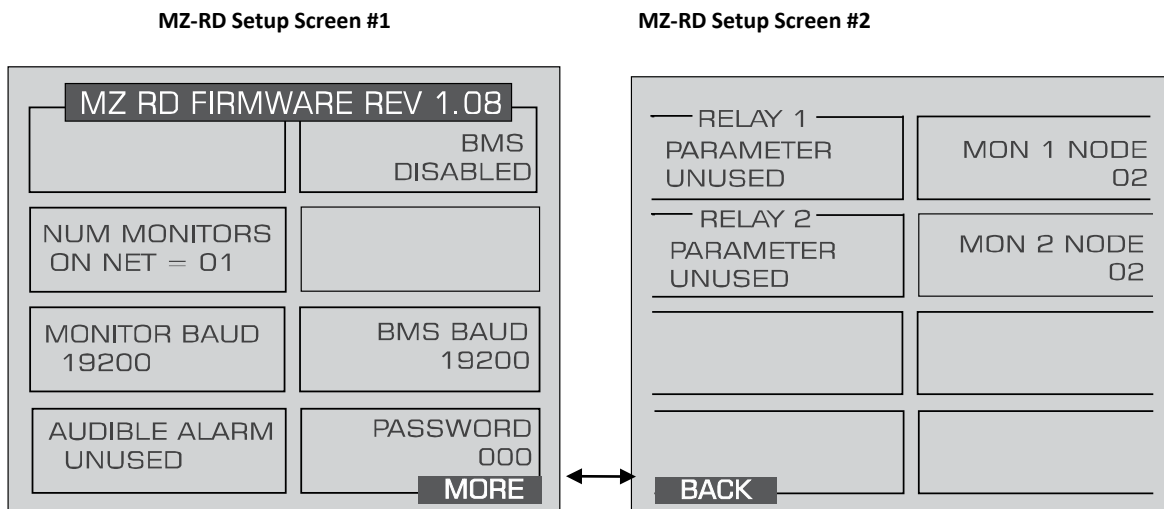 MZ-RD Setup Screen #1
MZ-RD Setup Screen #2
MZ RD FIRMWARE REV 1.08
BMS
DISABLED
NUM MONITORS
ON NET = 01
MONITOR BAUD
19200
BMS BAUD
19200
AUDIBLE ALARM
UNUSED
PASSWORD
000
MORE
RELAY 1
PARAMETER
UNUSED
MON 1 NODE
02
RELAY 2
PARAMETER
UNUSED
MON 2 NODE
02
BACK